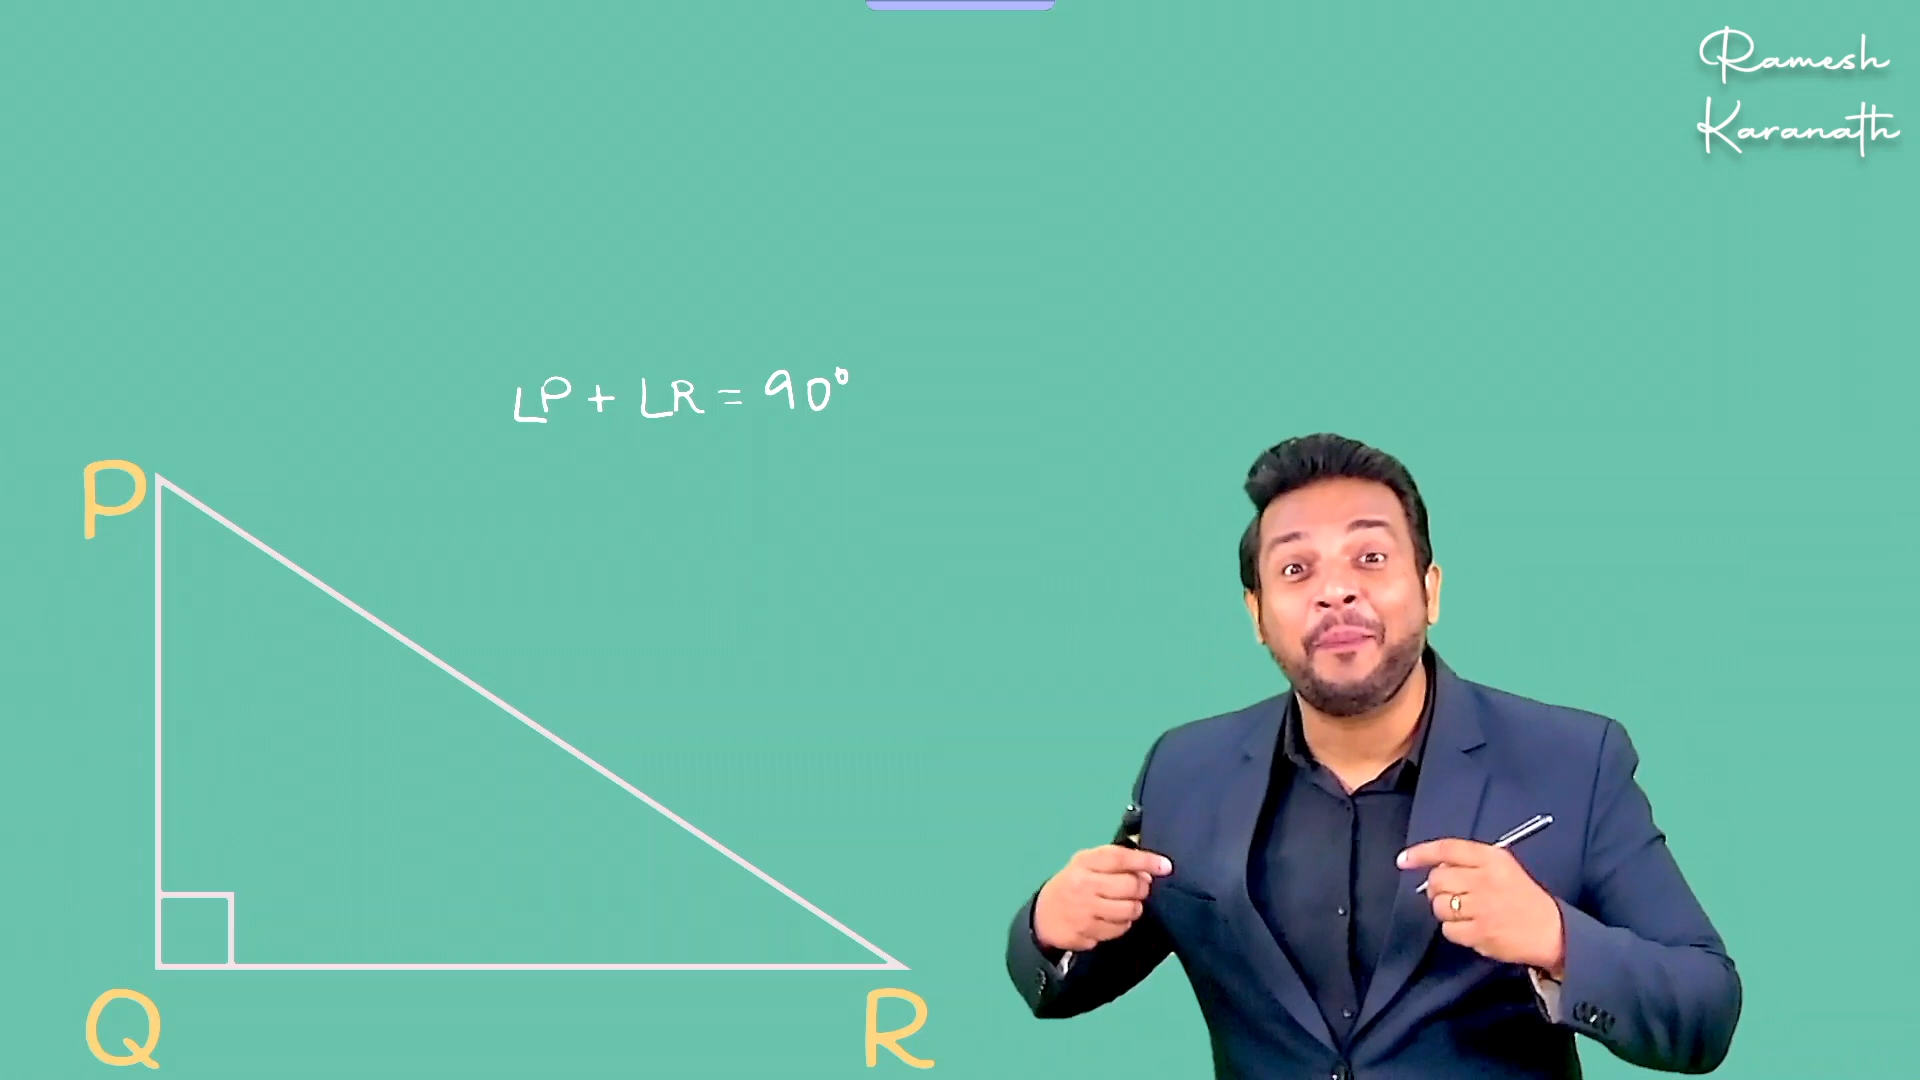 Ramesh
Karanath
∠P + ∠R = 90°
P
Q
R